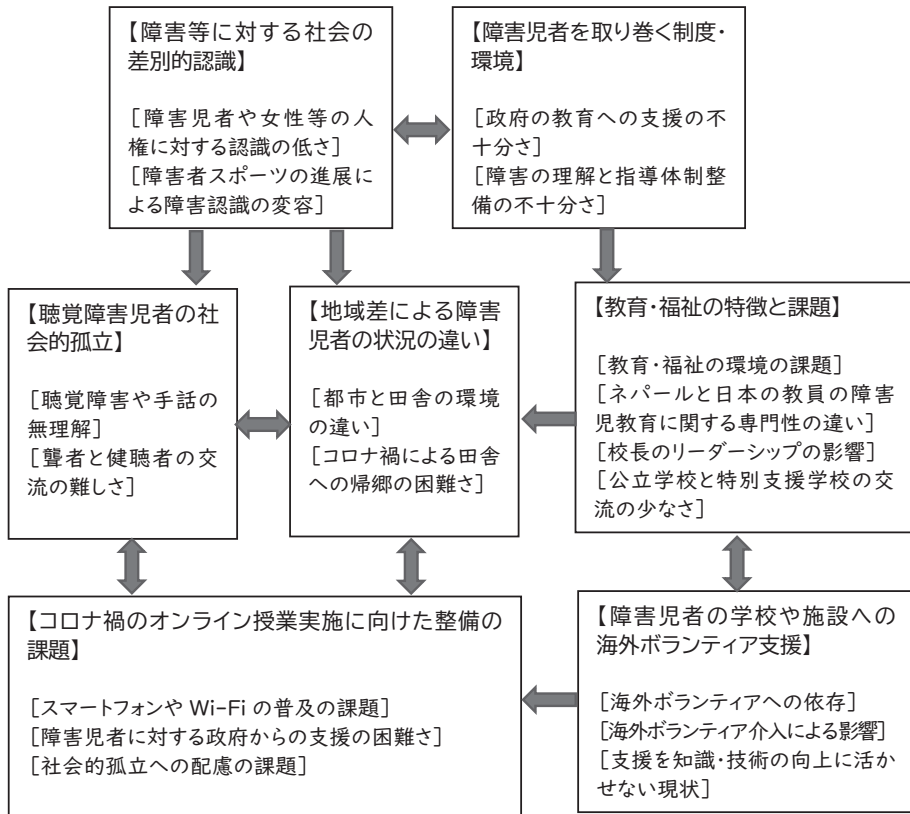 【障害等に対する社会の
差別的認識】
［障害児者や女性等の人
権に対する認識の低さ］
［障害者スポーツの進展に
よる障害認識の変容］
【障害児者を取り巻く制度・
環境】
［政府の教育への支援の不
十分さ］
［障害の理解と指導体制整
備の不十分さ］
【聴覚障害児者の社
会的孤立】
［聴覚障害や手話の
無理解］
［聾者と健聴者の交
流の難しさ］
【地域差による障害
児者の状況の違い】
［都市と田舎の環境
の違い］
［コロナ禍による田舎
への帰郷の困難さ］
【教育・福祉の特徴と課題】
［教育・福祉の環境の課題］
［ネパールと日本の教員の障害
児教育に関する専門性の違い］
［校長のリーダーシップの影響］
［公立学校と特別支援学校の交
流の少なさ］
【コロナ禍のオンライン授業実施に向けた整備の
課題】
［スマートフォンや Wi-Fi の普及の課題］
［障害児者に対する政府からの支援の困難さ］
［社会的孤立への配慮の課題］
【障害児者の学校や施設への
海外ボランティア支援】
［海外ボランティアへの依存］
［海外ボランティア介入による影響］
［支援を知識・技術の向上に活か
せない現状］